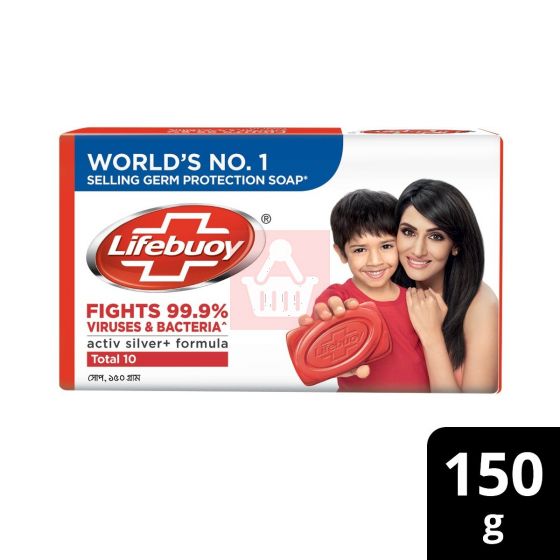 WORLD'S NO. 1
SELLING GERM PROTECTION SOAP*
Lifebuoy®
FIGHTS 99.9%
VIRUSES & BACTERIA^
activ silver+ formula
Total 10
সোপ, ১৫০ গ্রাম
Lifebuoy
150
g